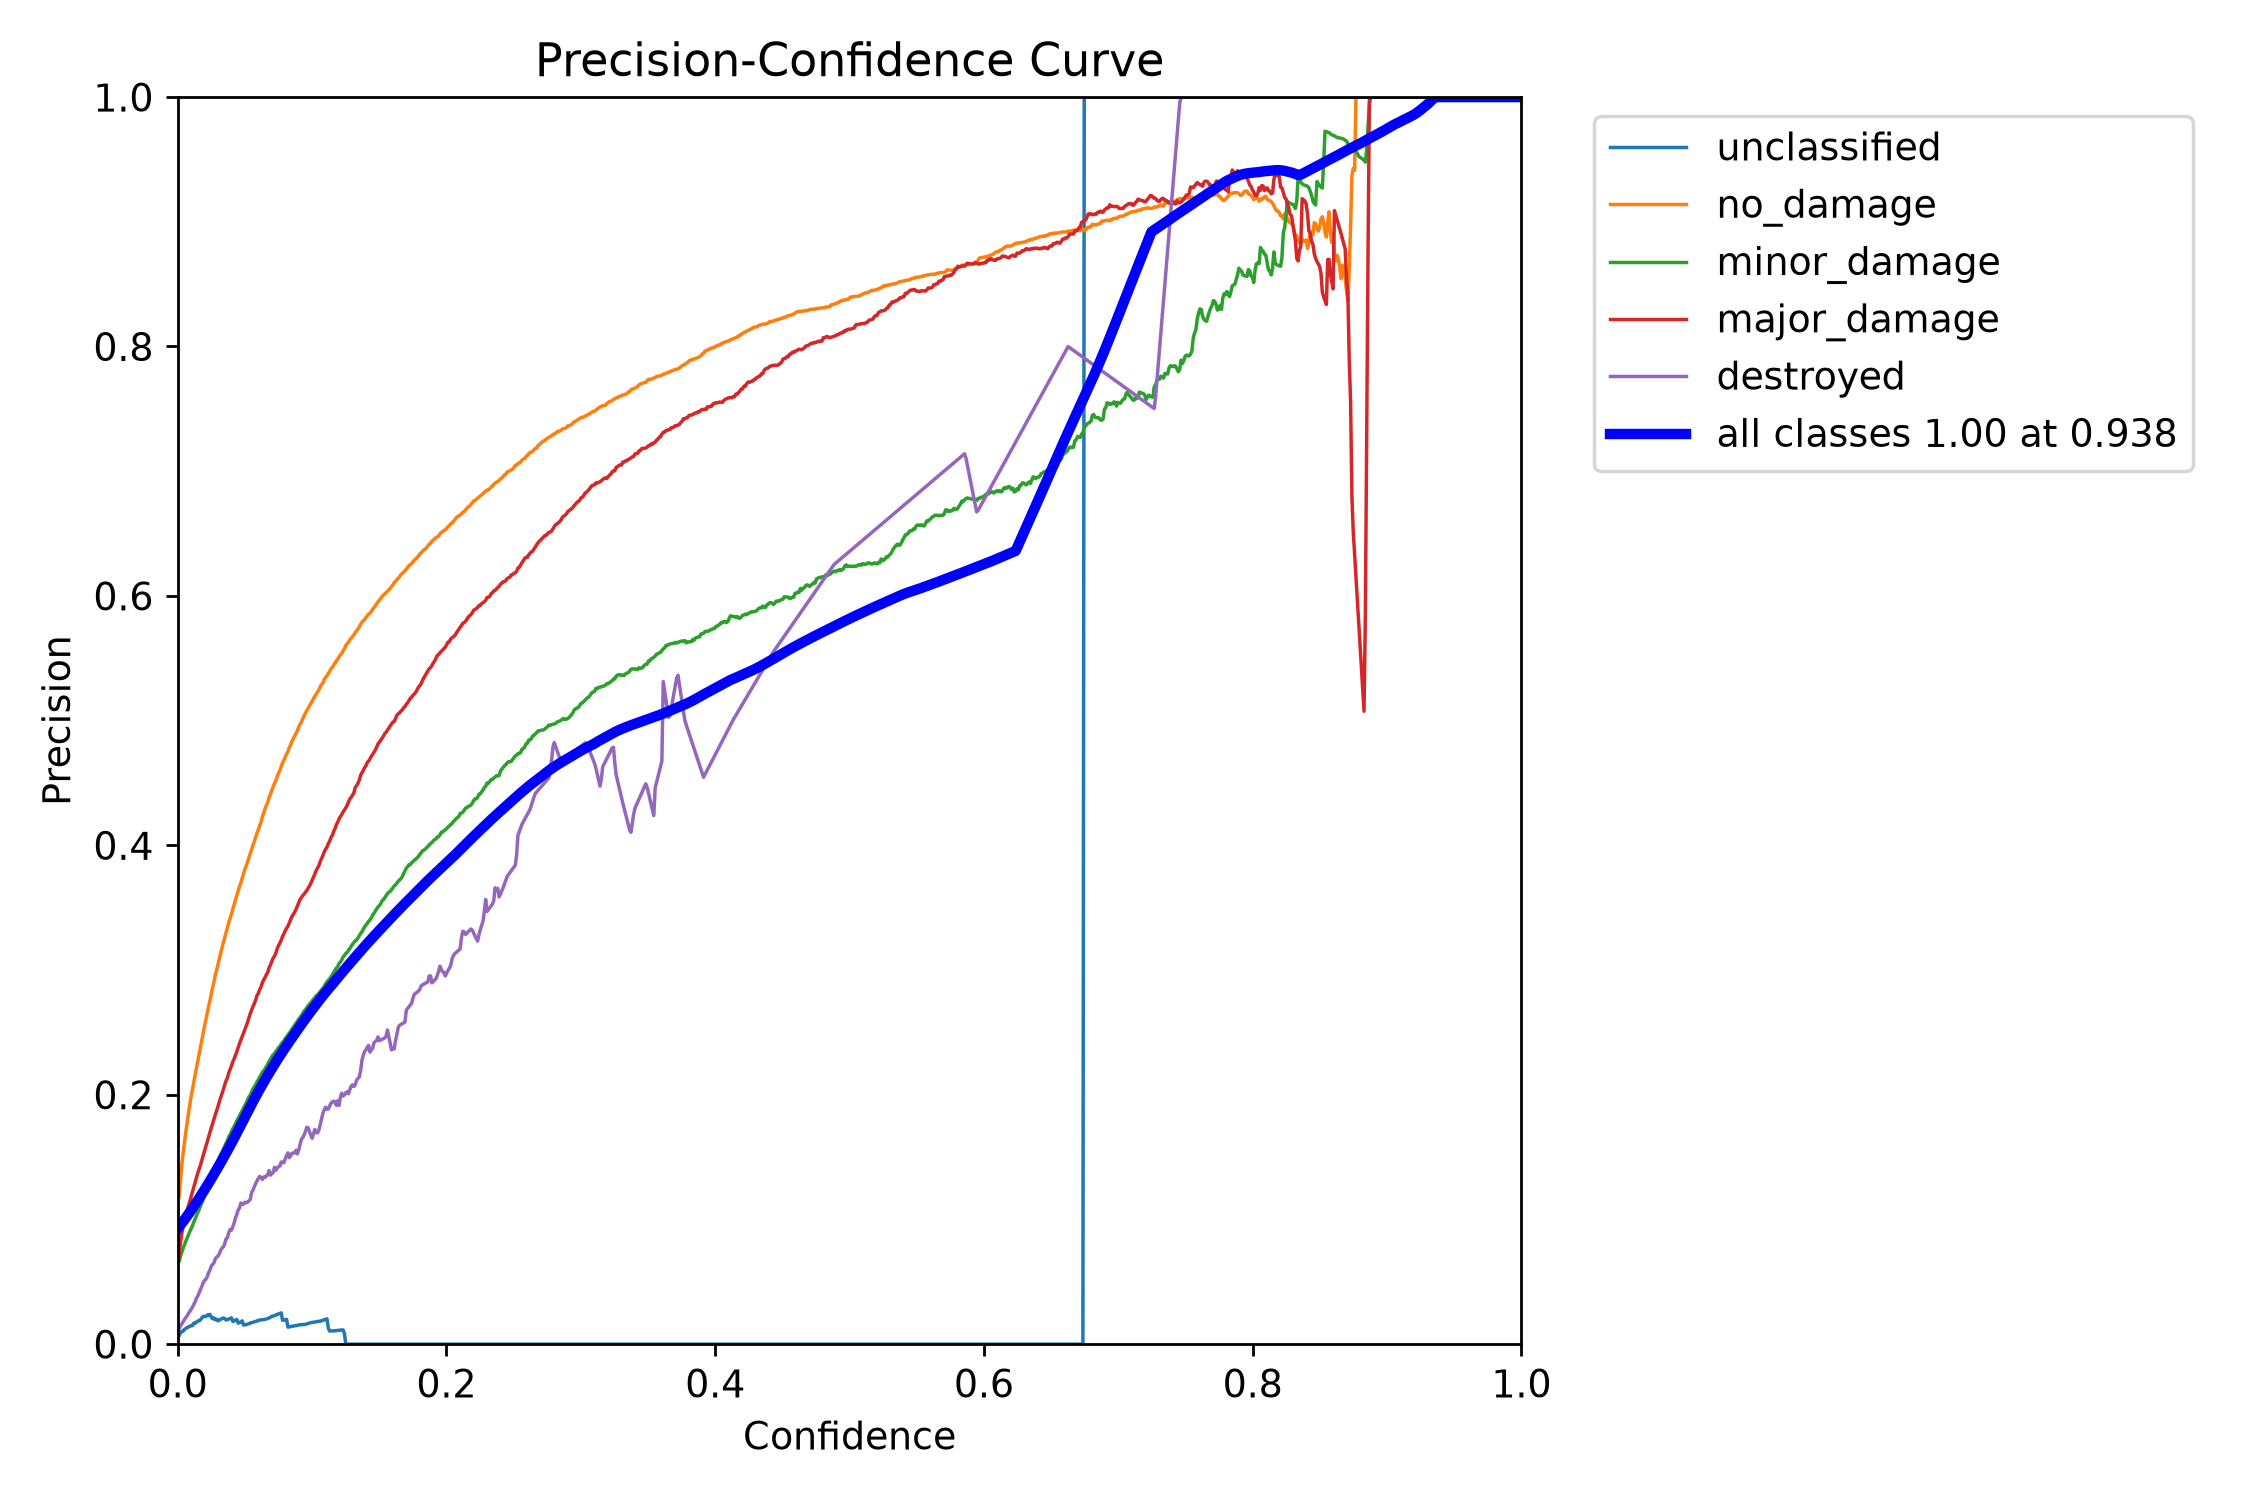 Precision-Confidence Curve
1.0
0.8
0.6
0.4
0.2
0.0
Precision
0.0 0.2 0.4 0.6 0.8 1.0
Confidence
unclassified
no_damage
minor_damage
major_damage
destroyed
all classes 1.00 at 0.938